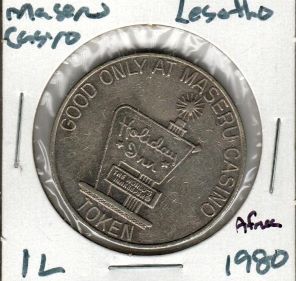 Maseru
Casino
Lesotho
GOOD ONLY AT MASERU CASINO
Holiday
Inn
TOKEN
Africa
1L
1980